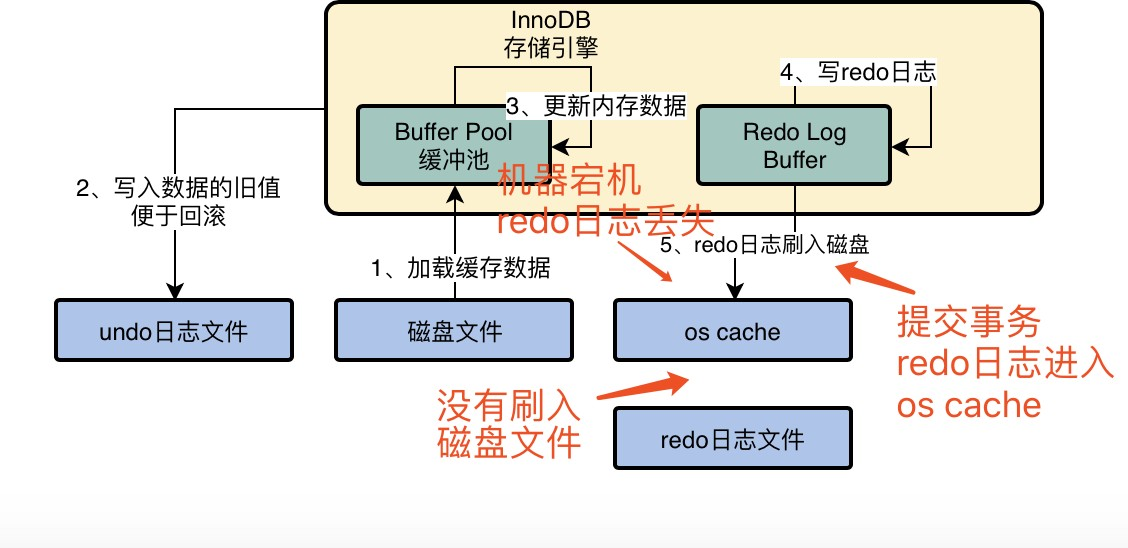 InnoDB
存储引擎
4、写redo日志
3、更新内存数据
Buffer Pool
缓冲池
Redo Log
Buffer
机器宕机
redo日志丢失
2、写入数据的旧值
便于回滚
5、redo日志刷入磁盘
1、加载缓存数据
undo日志文件
磁盘文件
os cache
提交事务
redo日志进入
os cache
没有刷入
磁盘文件
redo日志文件